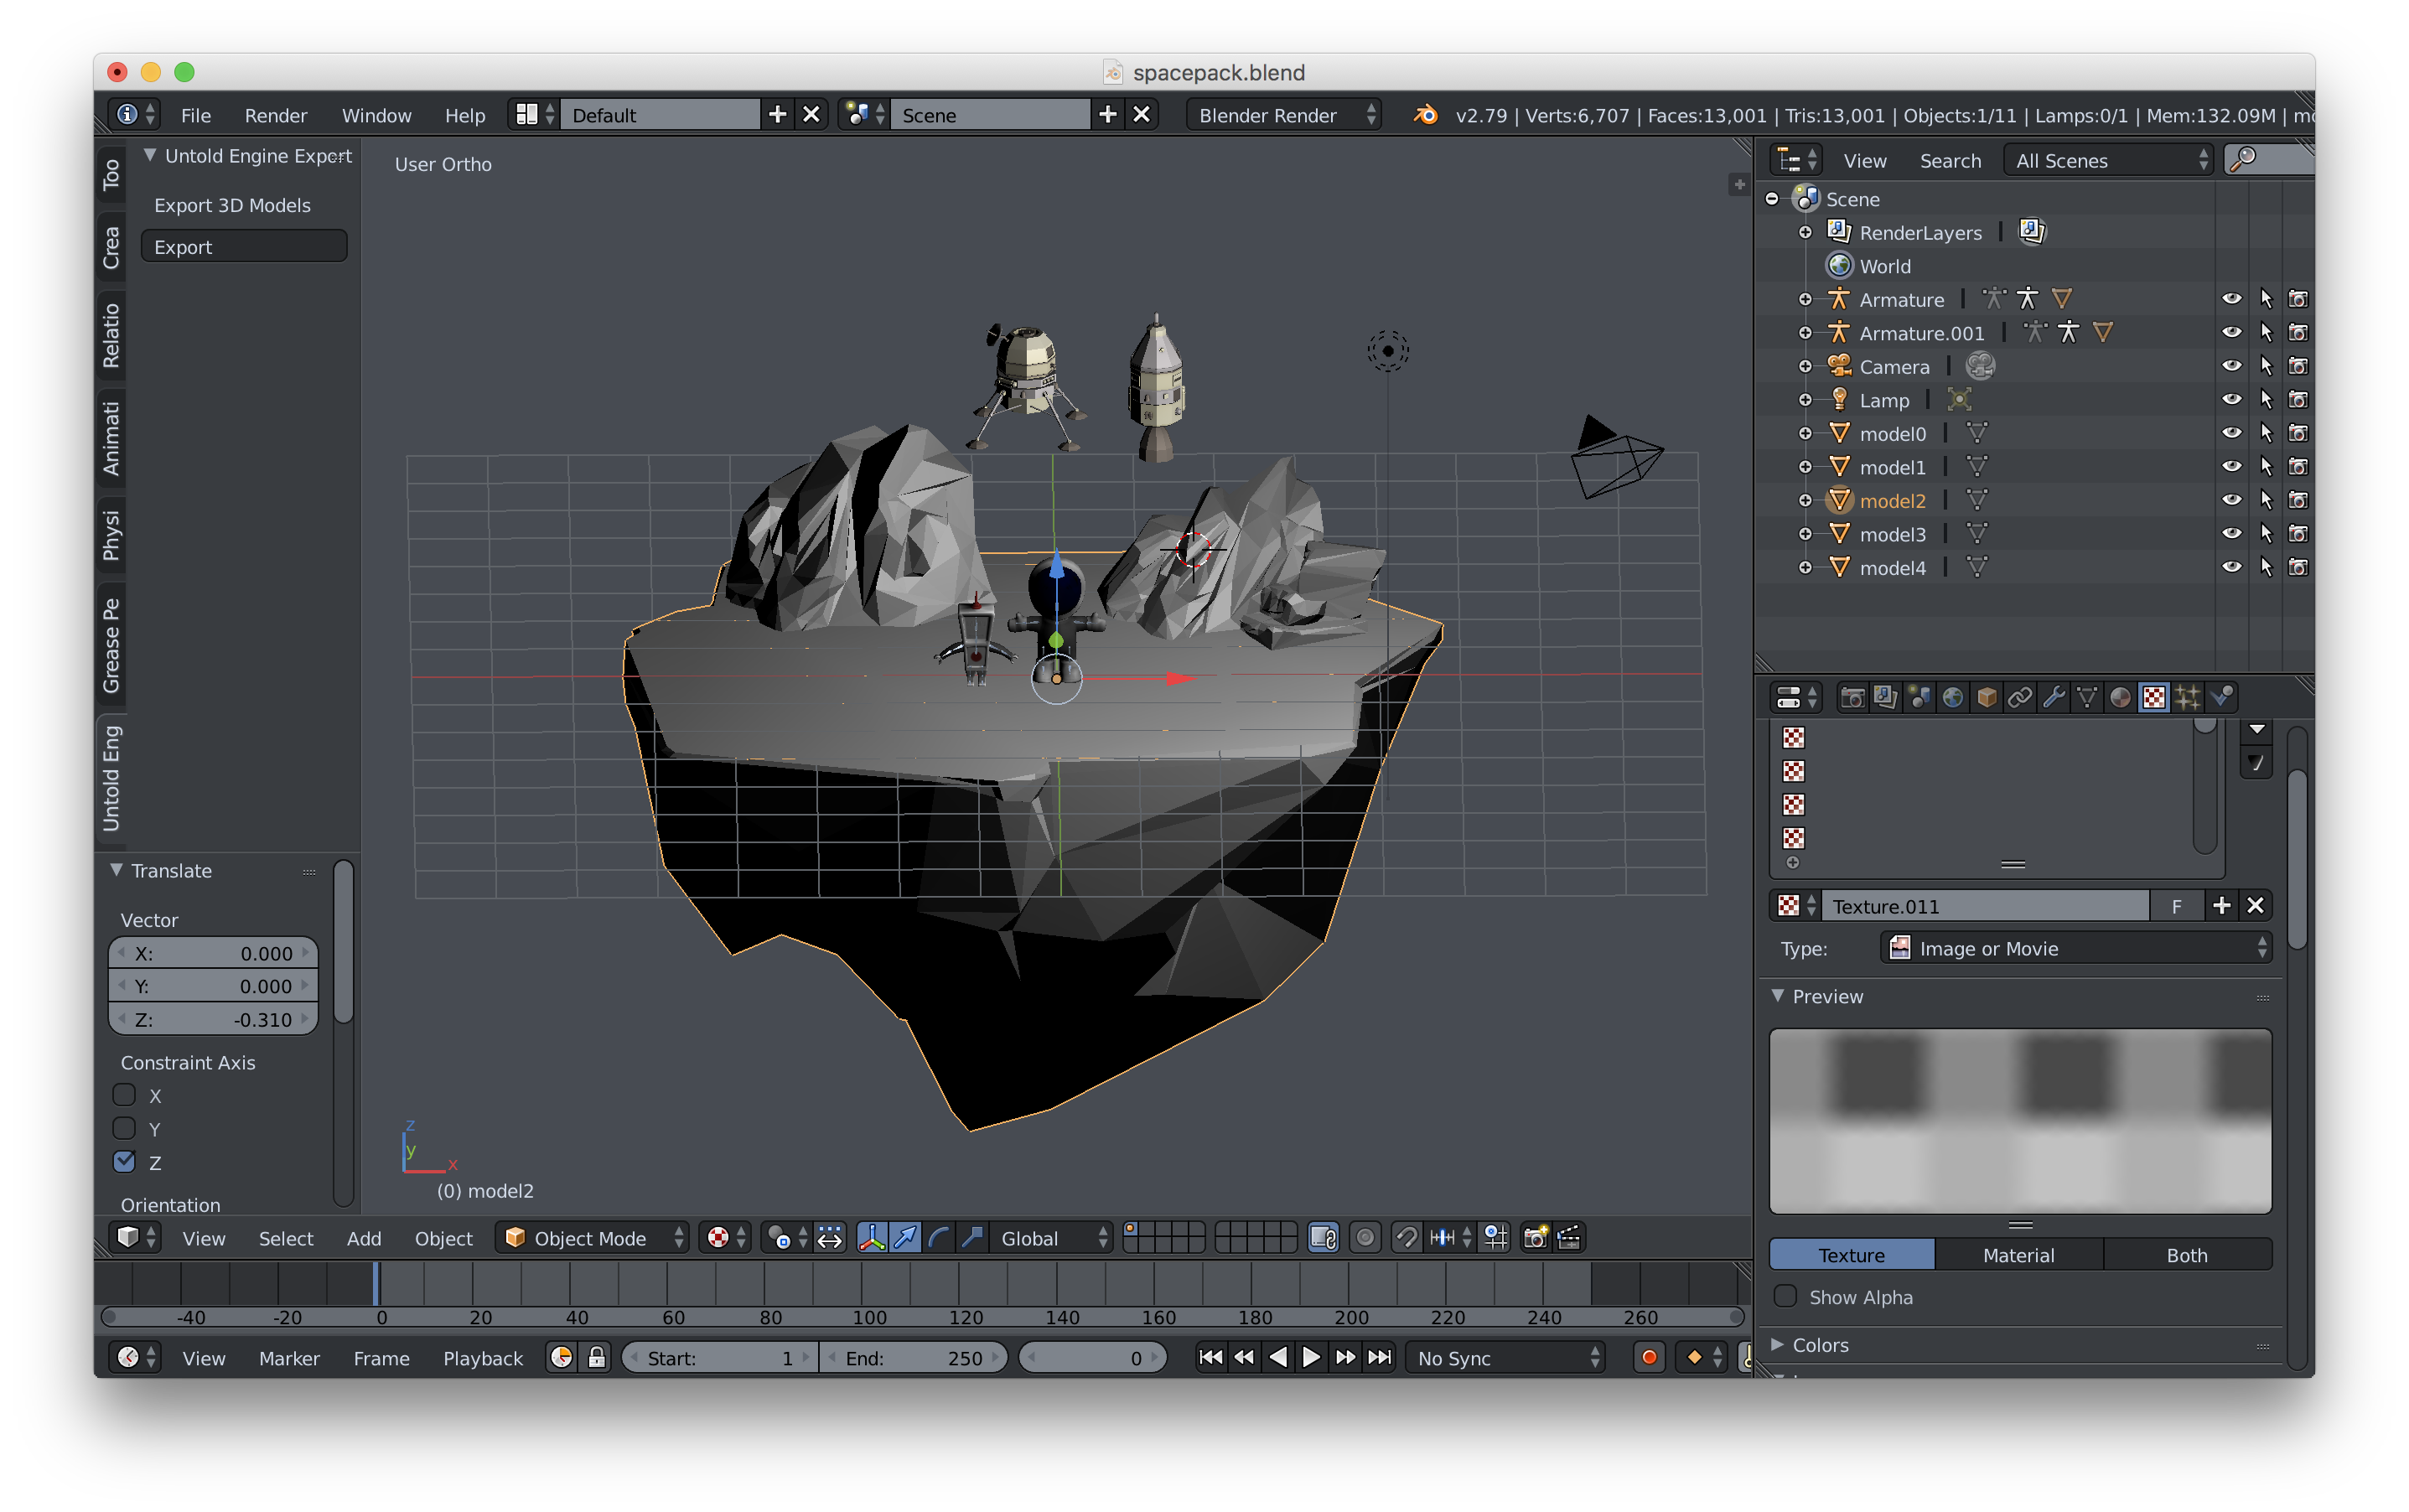 spacepack.blend
File Render Window Help Default Scene Blender Render v2.79 | Verts:6,707 | Faces:13,001 | Tris:13,001 | Objects:1/11 | Lamps:0/1 | Mem:132.09M |
Untold Engine Export
Export 3D Models
Export
Too
Crea
Relatio
Animati
Physi
Grease Pe
Untold Eng
User Ortho
Translate
Vector
X: 0.000
Y: 0.000
Z: -0.310
Constraint Axis
X
Y
Z
Orientation
z
y
x
(0) model2
View Search All Scenes
Scene
RenderLayers
World
Armature
Armature.001
Camera
Lamp
model0
model1
model2
model3
model4
Texture.011 F
Type: Image or Movie
Preview
Texture Material Both
Show Alpha
Colors
View Select Add Object Object Mode Global
-40 -20 0 20 40 60 80 100 120 140 160 180 200 220 240 260
View Marker Frame Playback Start: 1 End: 250 0 No Sync